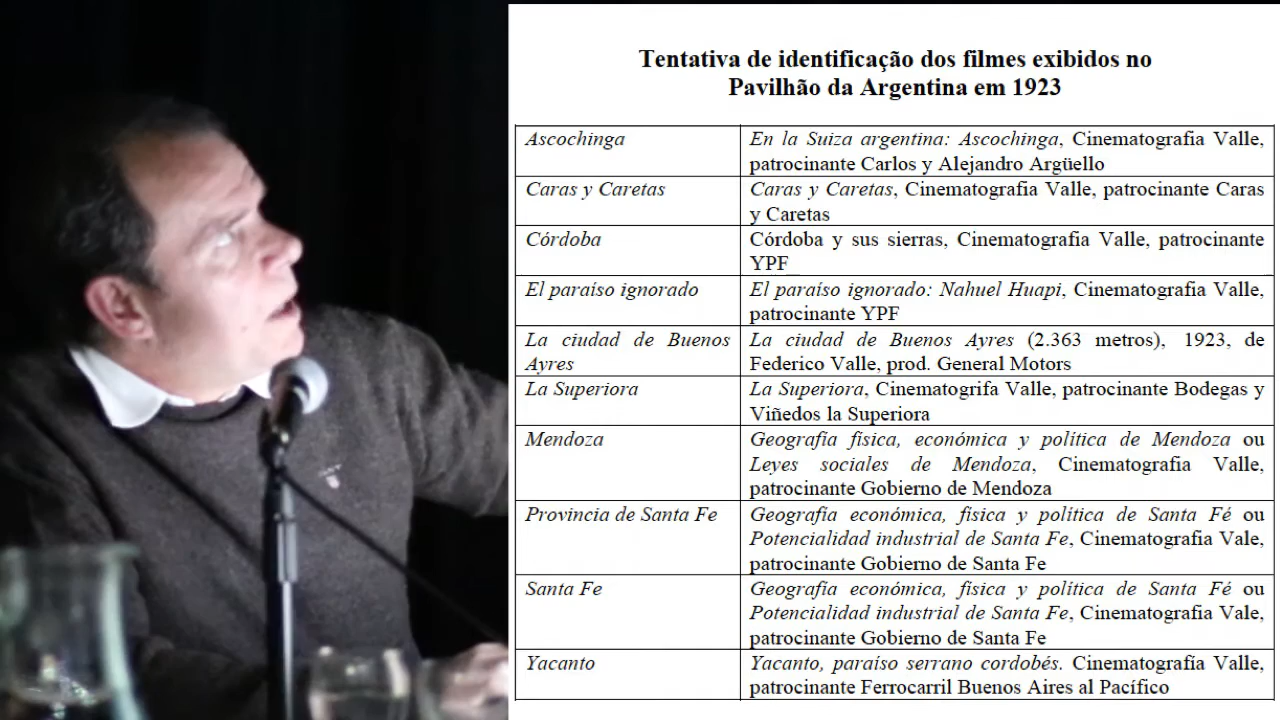 Tentativa de identificação dos filmes exibidos no
Pavilhão da Argentina em 1923
Ascochinga
En la Suiza argentina: Ascochinga, Cinematografia Valle,
patrocinante Carlos y Alejandro Argüello
Caras y Caretas
Caras y Caretas, Cinematografia Valle, patrocinante Caras
y Caretas
Córdoba
Córdoba y sus sierras, Cinematografia Valle, patrocinante
YPF
El paraíso ignorado
El paraíso ignorado: Nahuel Huapi, Cinematografia Valle,
patrocinante YPF
La ciudad de Buenos
Ayres
La ciudad de Buenos Ayres (2.363 metros), 1923, de
Federico Valle, prod. General Motors
La Superiora
La Superiora, Cinematogrifa Valle, patrocinante Bodegas y
Viñedos la Superiora
Mendoza
Geografía física, económica y política de Mendoza ou
Leyes sociales de Mendoza, Cinematografia Valle,
patrocinante Gobierno de Mendoza
Provincia de Santa Fe
Geografía económica, física y política de Santa Fé ou
Potencialidad industrial de Santa Fe, Cinematografia Vale,
patrocinante Gobierno de Santa Fe
Santa Fe
Geografía económica, física y política de Santa Fé ou
Potencialidad industrial de Santa Fe, Cinematografia Vale,
patrocinante Gobierno de Santa Fe
Yacanto
Yacanto, paraíso serrano cordobés. Cinematografía Valle,
patrocinante Ferrocarril Buenos Aires al Pacífico